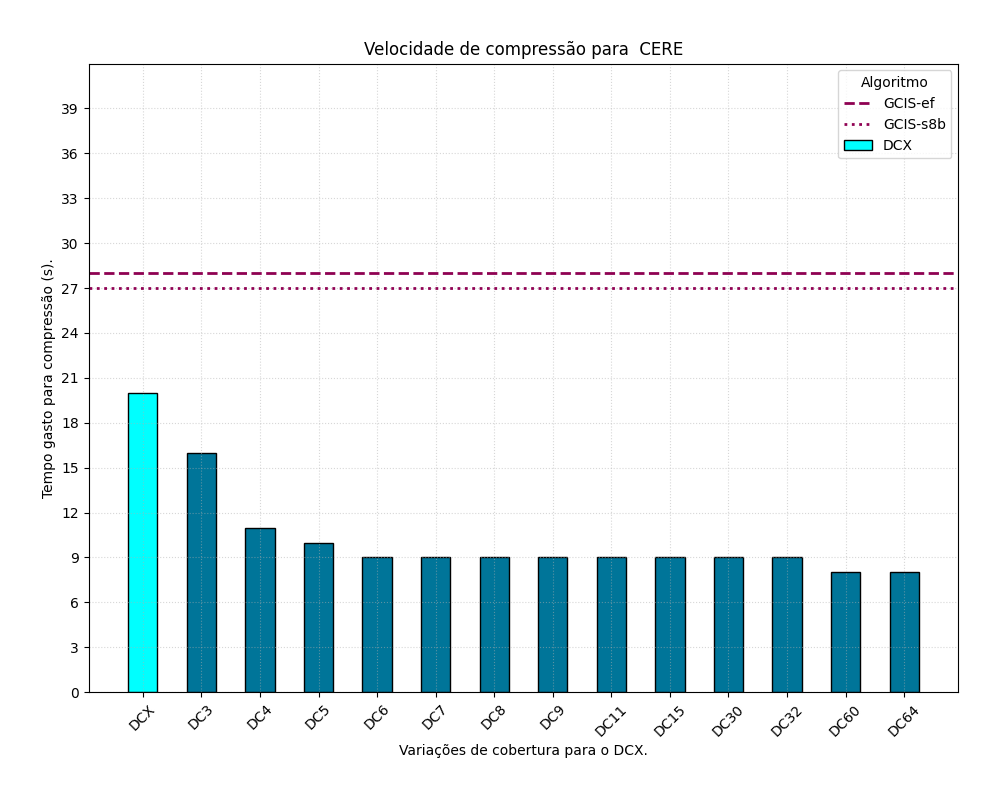 Velocidade de compressão para  CERE
Algoritmo
GCIS-ef
GCIS-s8b
DCX
Tempo gasto para compressão (s).
39
36
33
30
27
24
21
18
15
12
9
6
3
0
DCX DC3 DC4 DC5 DC6 DC7 DC8 DC9 DC11 DC15 DC30 DC32 DC60 DC64
Variações de cobertura para o DCX.